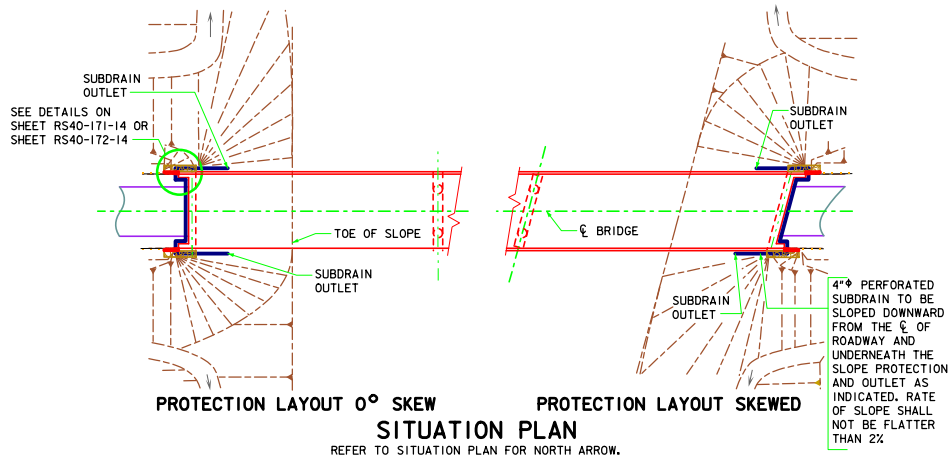 SUBDRAIN
OUTLET
SEE DETAILS ON
SHEET RS40-171-14 OR
SHEET RS40-172-14
TOE OF SLOPE
SUBDRAIN
OUTLET
SUBDRAIN
OUTLET
℄ BRIDGE
SUBDRAIN
OUTLET
4"Φ PERFORATED
SUBDRAIN TO BE
SLOPED DOWNWARD
FROM THE ℄ OF
ROADWAY AND
UNDERNEATH THE
SLOPE PROTECTION
AND OUTLET AS
INDICATED. RATE
OF SLOPE SHALL
NOT BE FLATTER
THAN 2%
PROTECTION LAYOUT 0° SKEW
PROTECTION LAYOUT SKEWED
SITUATION PLAN
REFER TO SITUATION PLAN FOR NORTH ARROW.